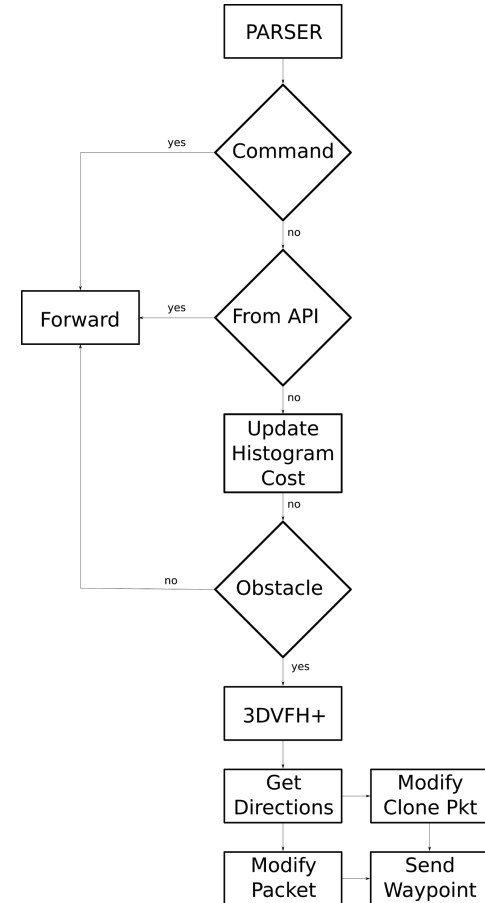 PARSER
yes
Command
no
Forward
yes
From API
no
Update
Histogram
Cost
no
no
Obstacle
yes
3DVFH+
Get
Directions
Modify
Clone Pkt
Modify
Packet
Send
Waypoint